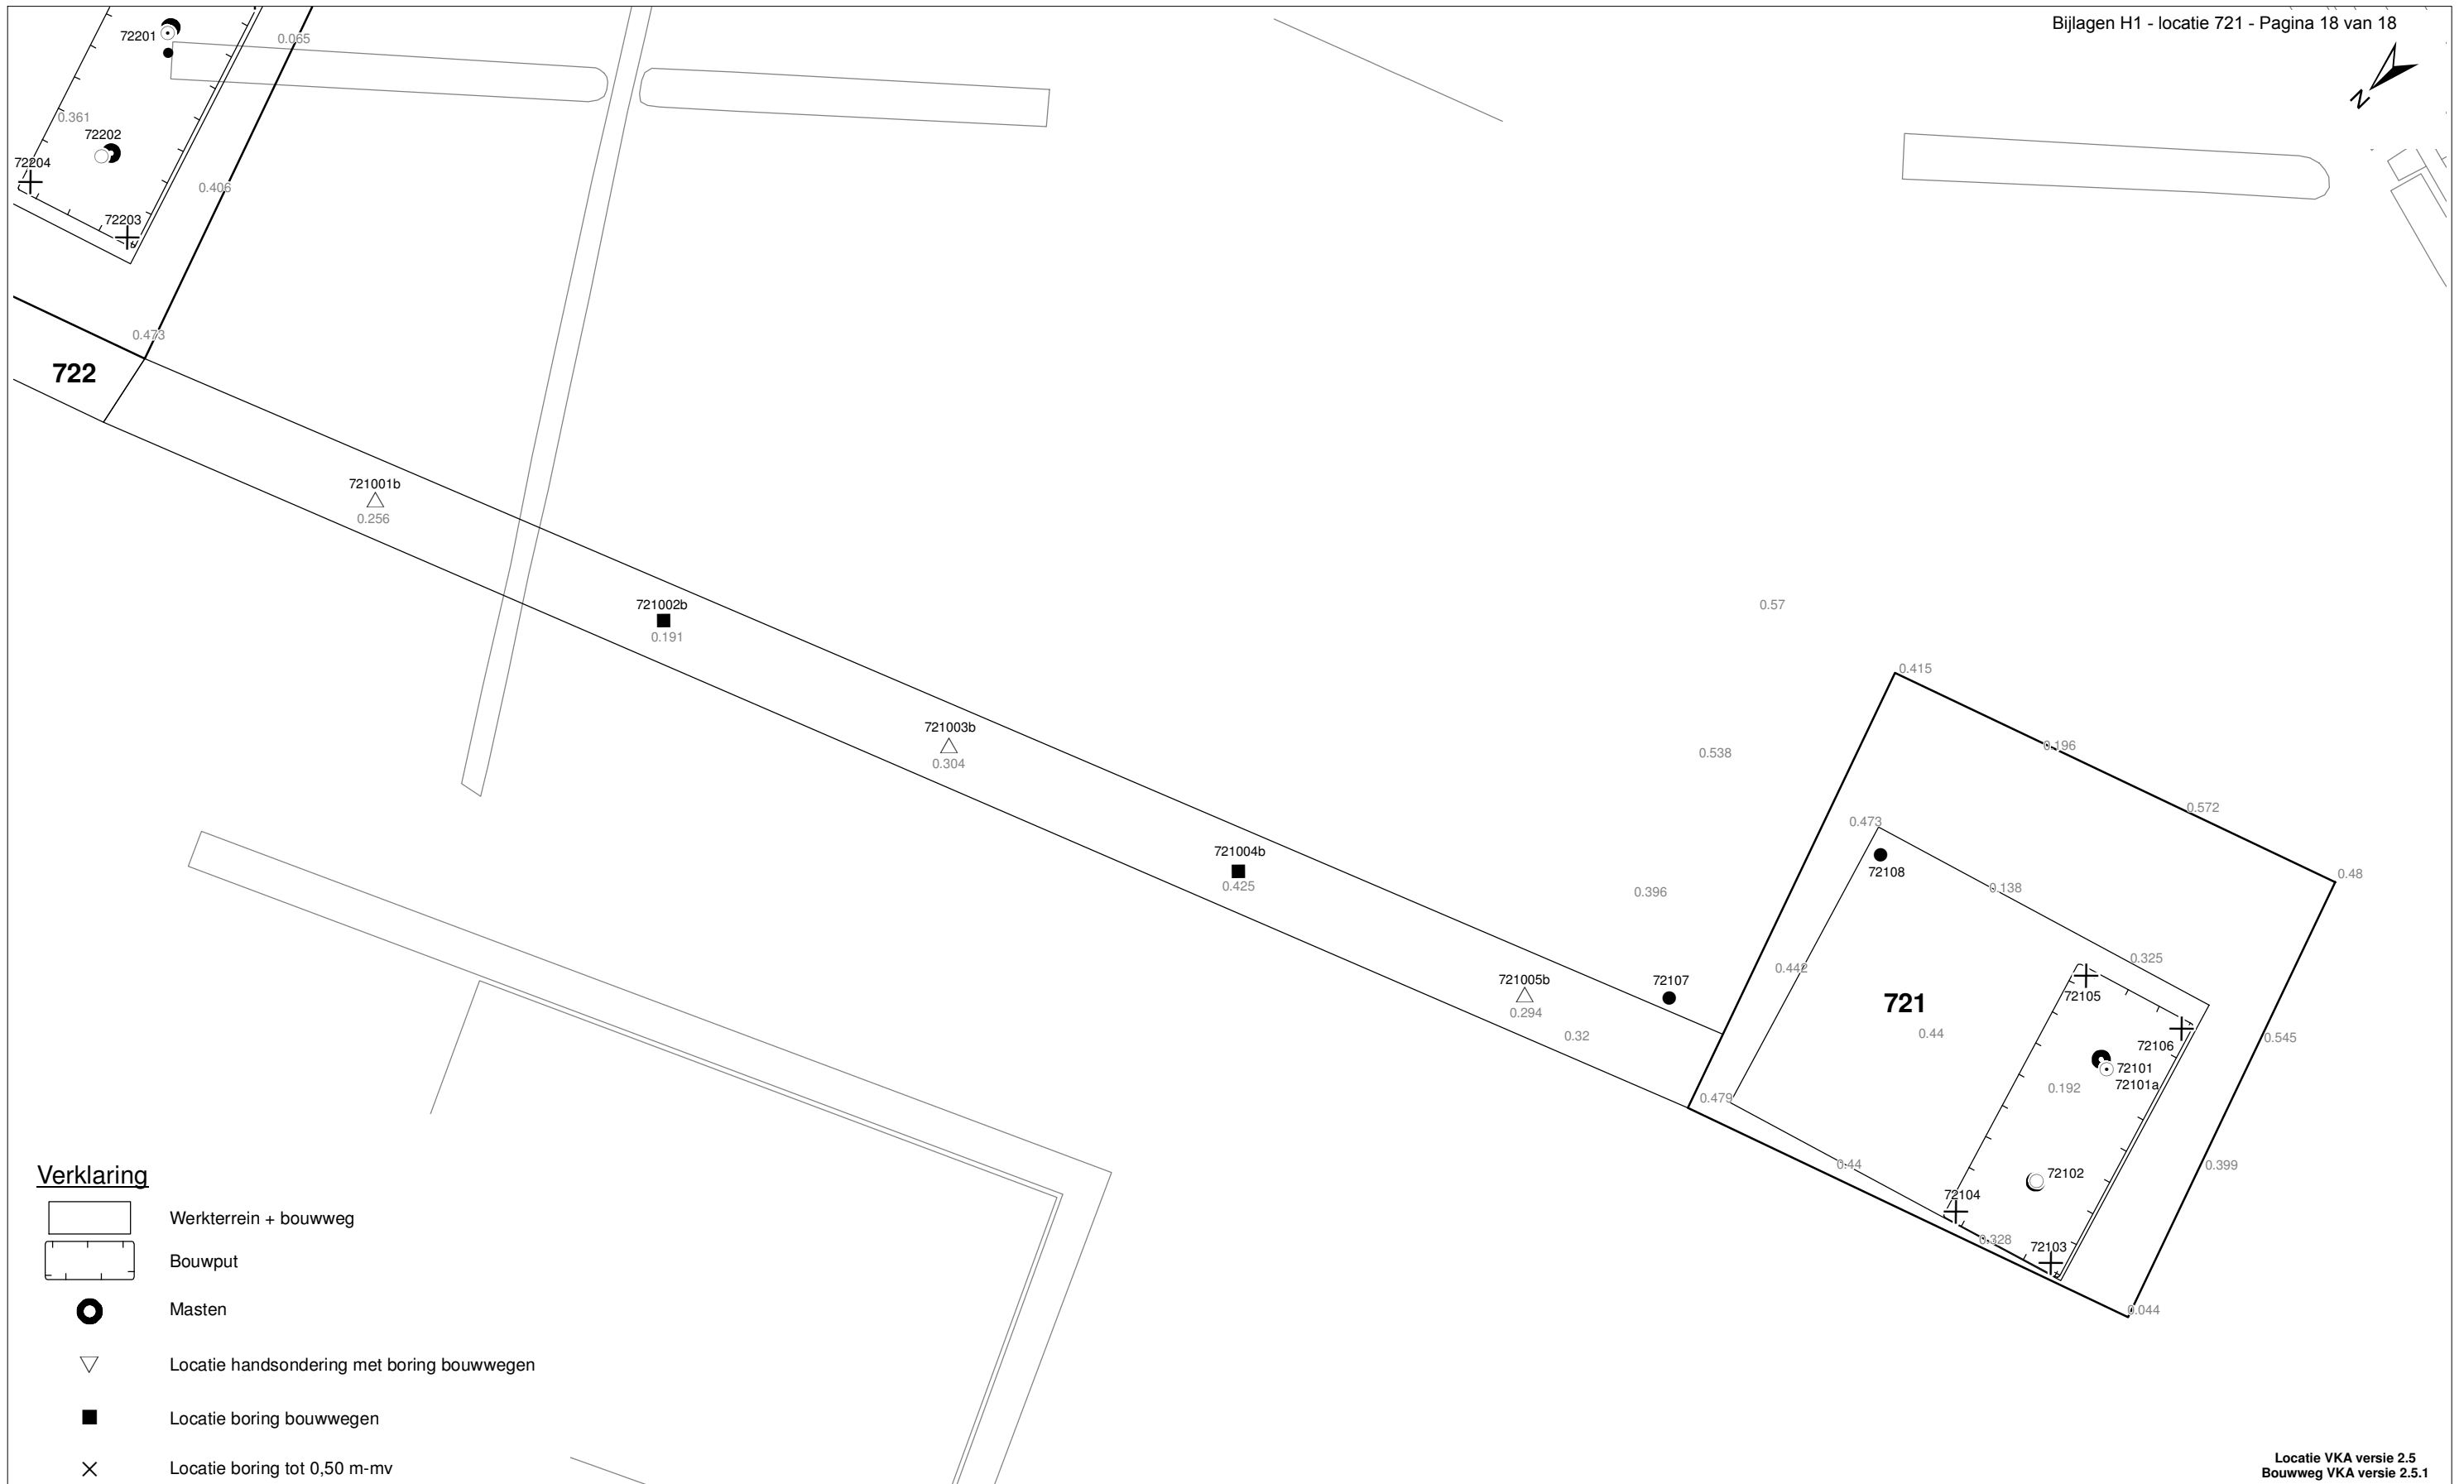 Bijlagen H1 - locatie 721 - Pagina 18 van 18
N
72201
0.065
0.361
72202
72204
0.406
72203
0.473
722
721001b
0.256
721002b
0.191
721003b
0.304
721004b
0.425
721005b
0.294
0.32
72107
0.57
0.538
0.396
0.415
0.196
0.572
0.48
0.473
72108
0.138
0.325
0.442
721
0.44
72105
72106
72101
72101a
0.192
0.545
0.479
0.44
72102
0.399
72104
0.328
72103
0.044
Verklaring
Werkterrein + bouwweg
Bouwput
Masten
Locatie handsondering met boring bouwwegen
Locatie boring bouwwegen
Locatie boring tot 0,50 m-mv
Locatie VKA versie 2.5
Bouwweg VKA versie 2.5.1